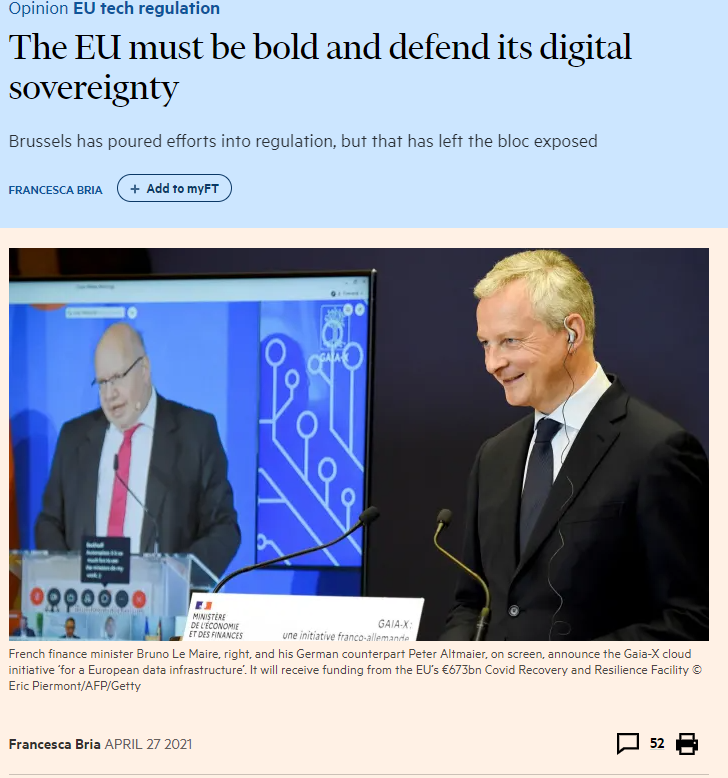 Opinion EU tech regulation
The EU must be bold and defend its digital
sovereignty
Brussels has poured efforts into regulation, but that has left the bloc exposed
FRANCESCA BRIA
+ Add to myFT
GAIA-X
MINISTÈRE
DE L'ÉCONOMIE
ET DES FINANCES
GAIA-X:
une initiative franco-allemande
French finance minister Bruno Le Maire, right, and his German counterpart Peter Altmaier, on screen, announce the Gaia-X cloud
initiative ‘for a European data infrastructure’. It will receive funding from the EU’s €673bn Covid Recovery and Resilience Facility ©
Eric Piermont/AFP/Getty
Francesca Bria APRIL 27 2021
52